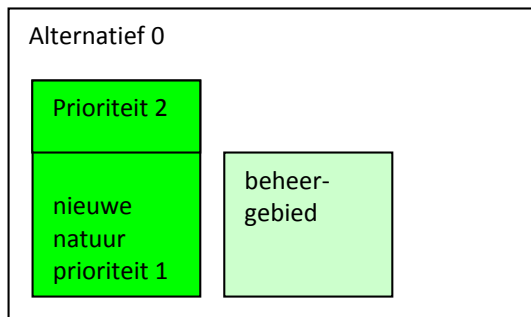 Alternatief 0
Prioriteit 2
nieuwe
natuur
prioriteit 1
beheer-
gebied